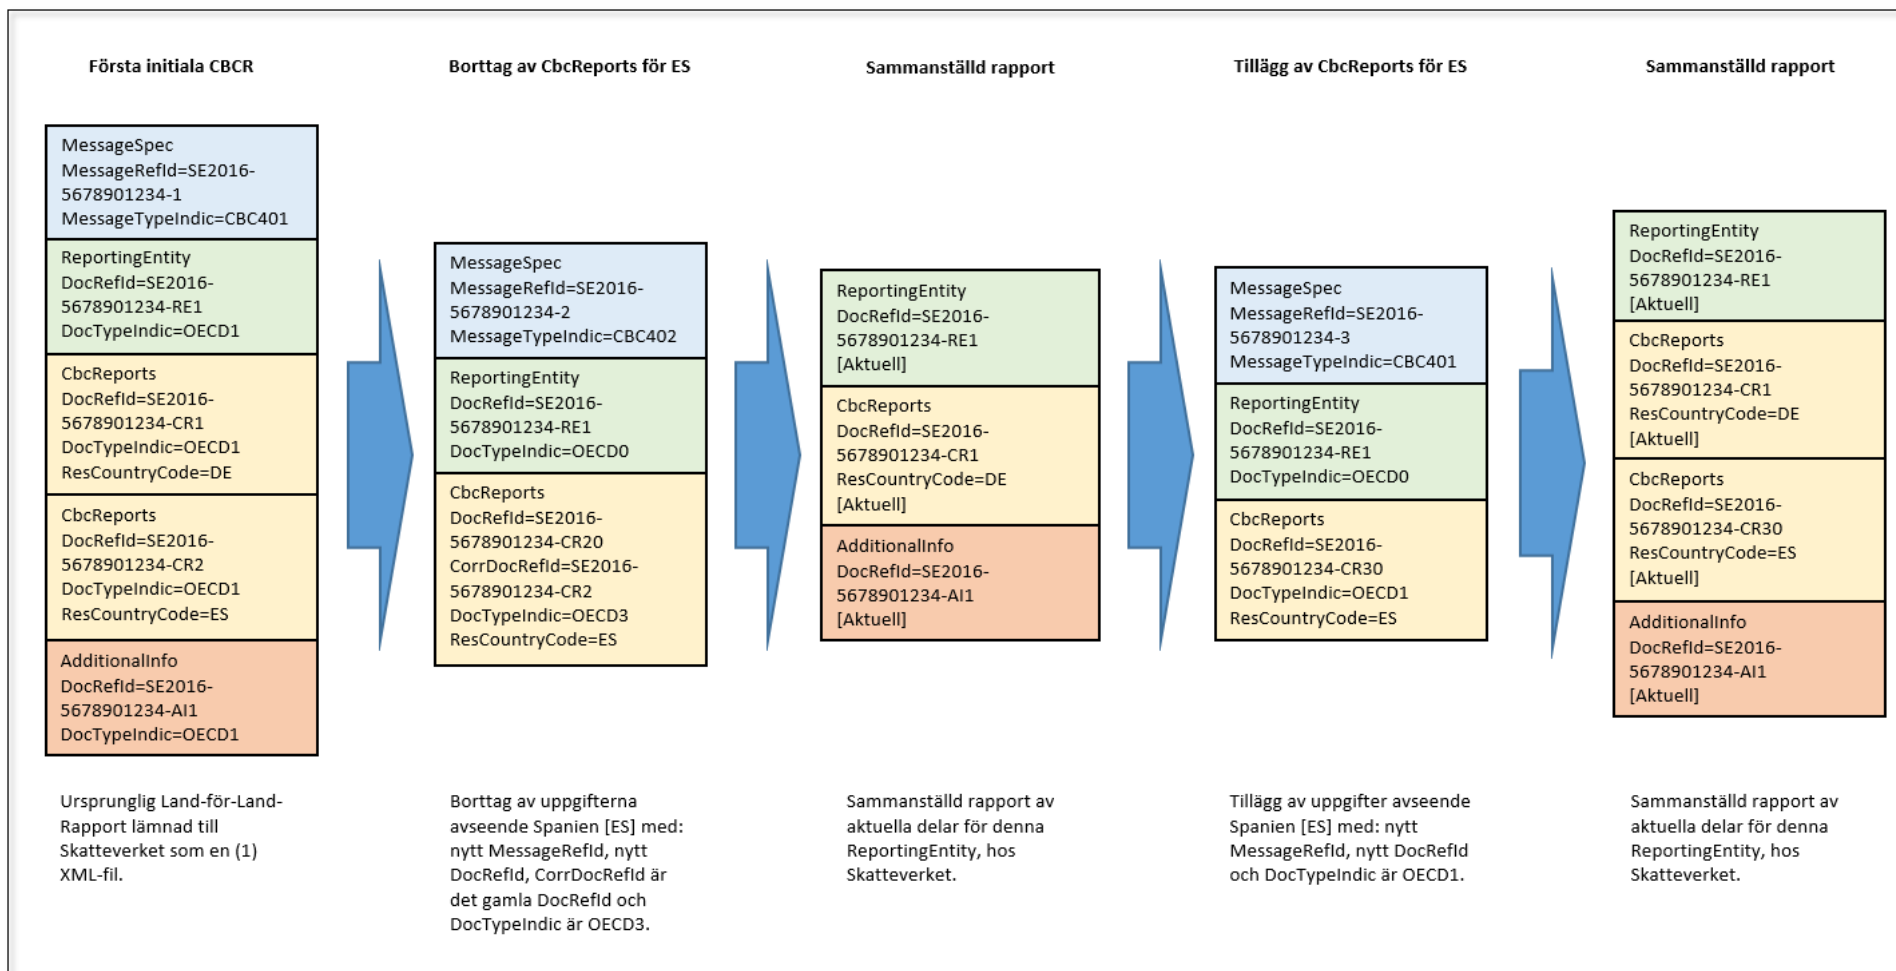 Första initiala CBCR
Borttag av CbcReports för ES
Sammanställd rapport
Tillägg av CbcReports för ES
Sammanställd rapport
MessageSpec
MessageRefId=SE2016-
5678901234-1
MessageTypeIndic=CBC401
ReportingEntity
DocRefId=SE2016-
5678901234-RE1
DocTypeIndic=OECD1
CbcReports
DocRefId=SE2016-
5678901234-CR1
DocTypeIndic=OECD1
ResCountryCode=DE
CbcReports
DocRefId=SE2016-
5678901234-CR2
DocTypeIndic=OECD1
ResCountryCode=ES
AdditionalInfo
DocRefId=SE2016-
5678901234-AI1
DocTypeIndic=OECD1
Ursprunglig Land-för-Land-
Rapport lämnad till
Skatteverket som en (1)
XML-fil.
MessageSpec
MessageRefId=SE2016-
5678901234-2
MessageTypeIndic=CBC402
ReportingEntity
DocRefId=SE2016-
5678901234-RE1
DocTypeIndic=OECD0
CbcReports
DocRefId=SE2016-
5678901234-CR20
CorrDocRefId=SE2016-
5678901234-CR2
DocTypeIndic=OECD3
ResCountryCode=ES
Borttag av uppgifterna
avseende Spanien [ES] med:
nytt MessageRefId, nytt
DocRefId, CorrDocRefId är
det gamla DocRefId och
DocTypeIndic är OECD3.
ReportingEntity
DocRefId=SE2016-
5678901234-RE1
[Aktuell]
CbcReports
DocRefId=SE2016-
5678901234-CR1
ResCountryCode=DE
[Aktuell]
AdditionalInfo
DocRefId=SE2016-
5678901234-AI1
[Aktuell]
Sammanställd rapport av
aktuella delar för denna
ReportingEntity, hos
Skatteverket.
MessageSpec
MessageRefId=SE2016-
5678901234-3
MessageTypeIndic=CBC401
ReportingEntity
DocRefId=SE2016-
5678901234-RE1
DocTypeIndic=OECD0
CbcReports
DocRefId=SE2016-
5678901234-CR30
DocTypeIndic=OECD1
ResCountryCode=ES
Tillägg av uppgifter avseende
Spanien [ES] med: nytt
MessageRefId, nytt DocRefId
och DocTypeIndic är OECD1.
ReportingEntity
DocRefId=SE2016-
5678901234-RE1
[Aktuell]
CbcReports
DocRefId=SE2016-
5678901234-CR1
ResCountryCode=DE
[Aktuell]
CbcReports
DocRefId=SE2016-
5678901234-CR30
ResCountryCode=ES
[Aktuell]
AdditionalInfo
DocRefId=SE2016-
5678901234-AI1
[Aktuell]
Sammanställd rapport av
aktuella delar för denna
ReportingEntity, hos
Skatteverket.